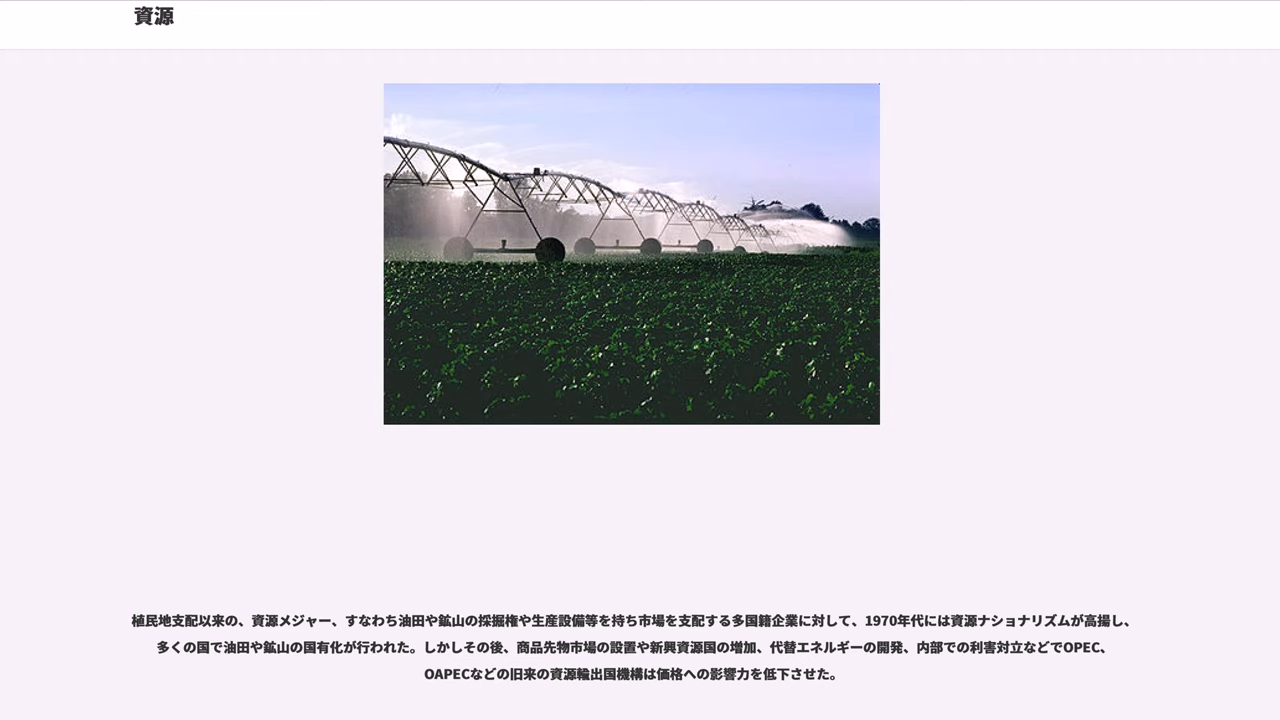 資源
植民地支配以来の、資源メジャー、すなわち油田や鉱山の採掘権や生産設備等を持ち市場を支配する多国籍企業に対して、1970年代には資源ナショナリズムが高揚し、
多くの国で油田や鉱山の国有化が行われた。しかしその後、商品先物市場の設置や新興資源国の増加、代替エネルギーの開発、内部での利害対立などでOPEC、
OAPECなどの旧来の資源輸出国機構は価格への影響力を低下させた。